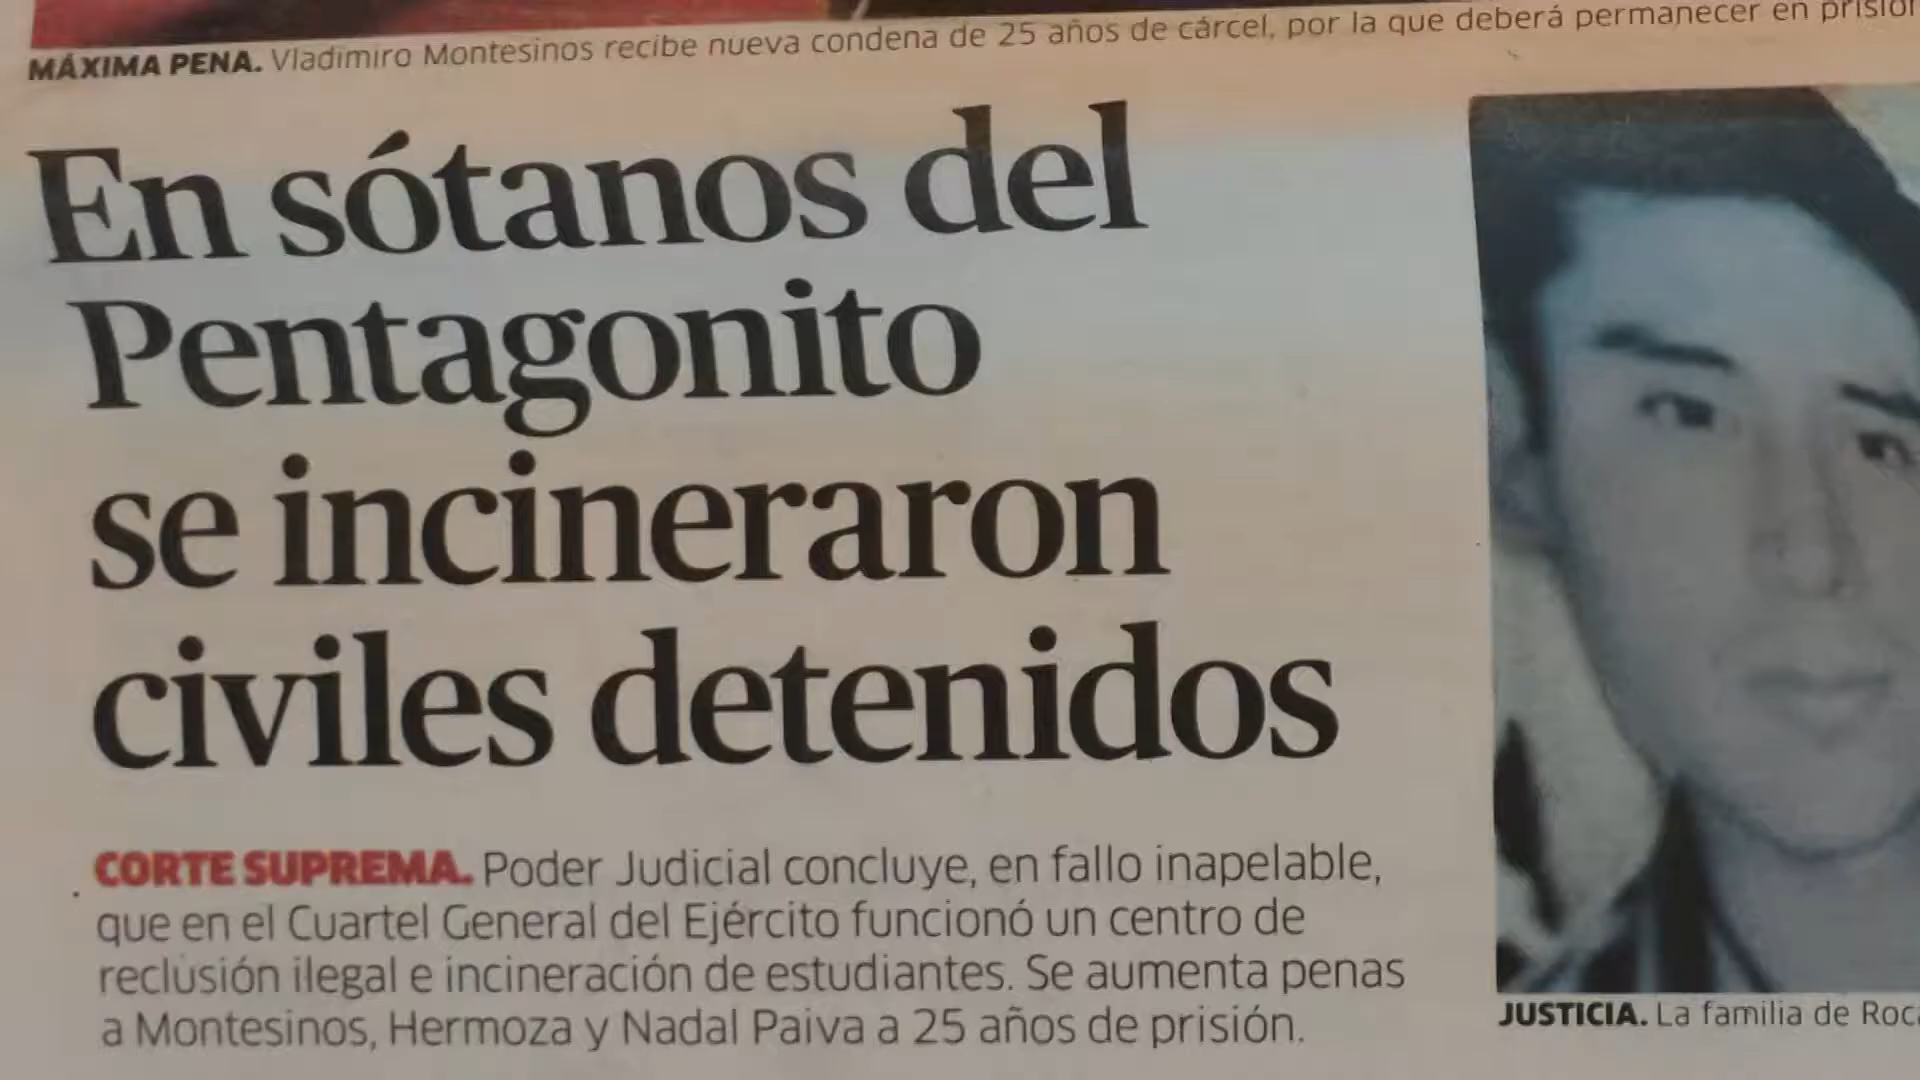 MÁXIMA PENA. Vladimiro Montesinos recibe nueva condena de 25 años de cárcel, por la que deberá permanecer en prisión
En sótanos del
Pentagonito
se incineraron
civiles detenidos
CORTE SUPREMA. Poder Judicial concluye, en fallo inapelable,
que en el Cuartel General del Ejército funcionó un centro de
reclusión ilegal e incineración de estudiantes. Se aumenta penas
a Montesinos, Hermoza y Nadal Paiva a 25 años de prisión.
JUSTICIA. La familia de